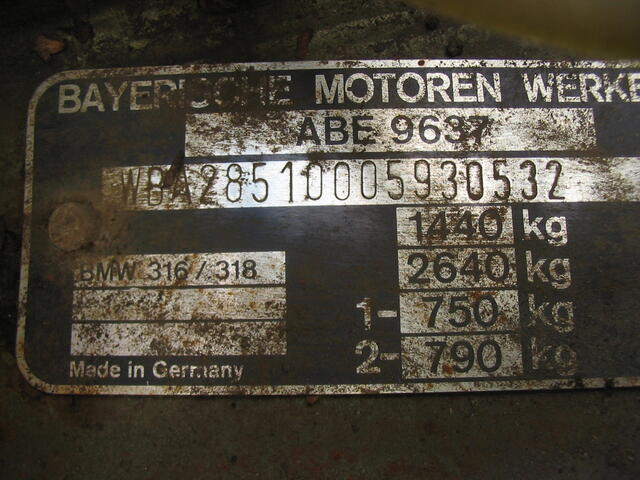 BAYERISCHE MOTOREN WERKE
ABE 9637
WBA28510005930532
1440 kg
BMW 316 / 318 2640 kg
1- 750 kg
2- 790 kg
Made in Germany